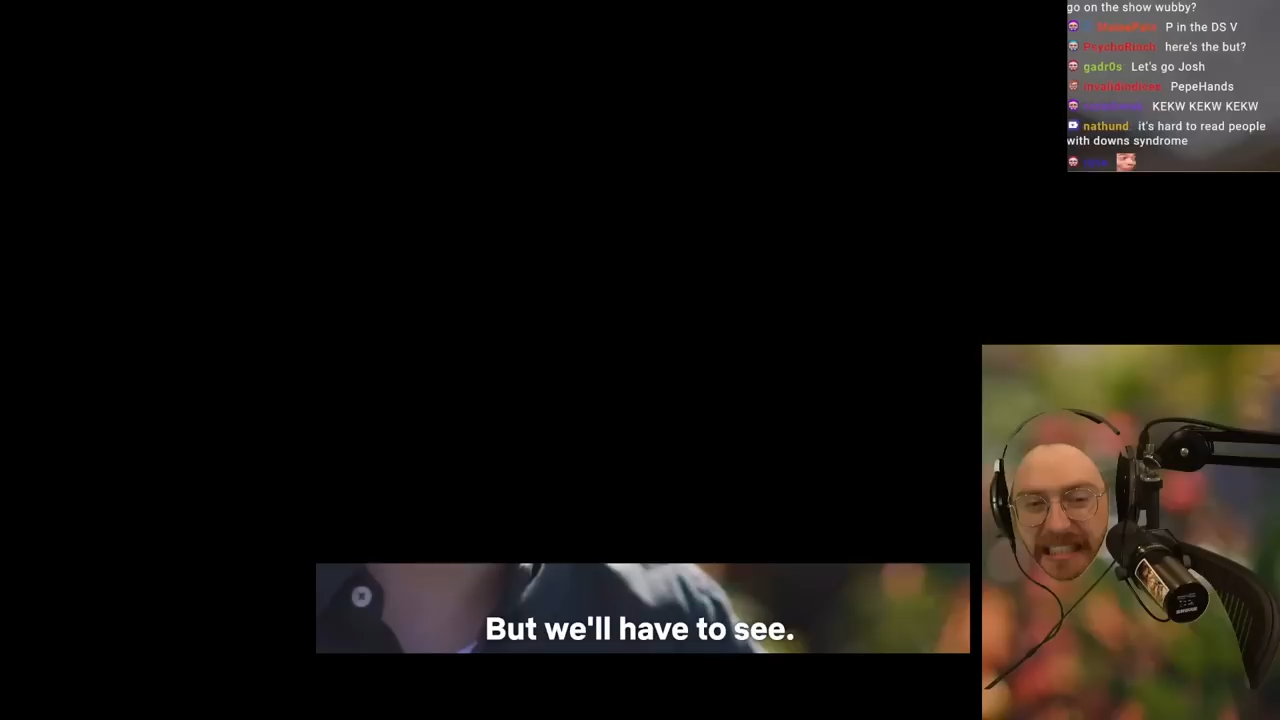 go on the show wubby?
P in the DS V
PsychoRinch here's the but?
gadr0s Let's go Josh
PepeHands
KEKW KEKW KEKW
nathund: it's hard to read people
with downs syndrome
But we'll have to see.
SHURE